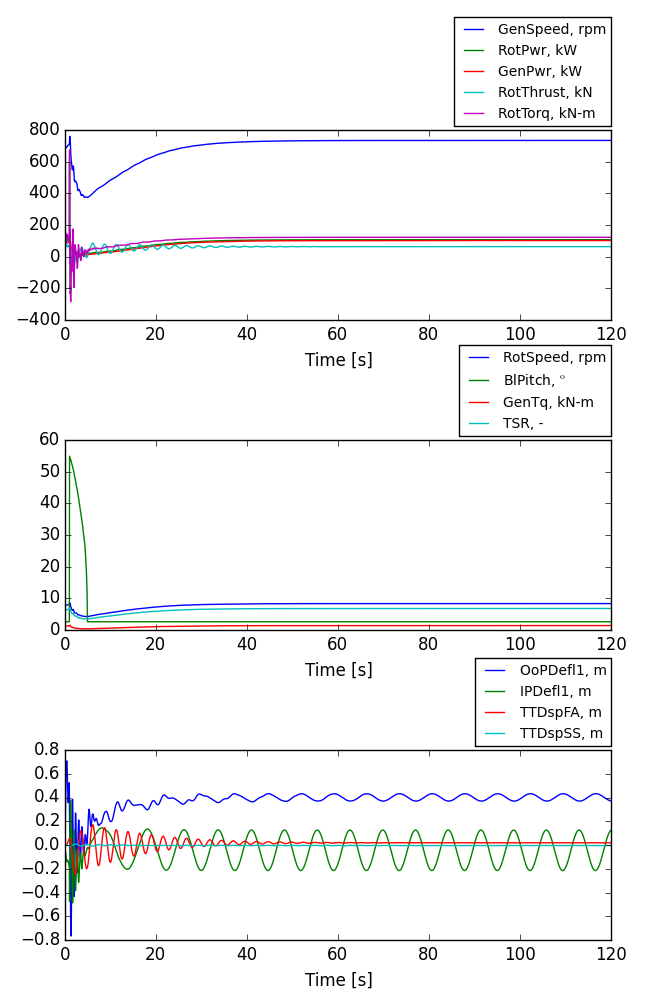 GenSpeed, rpm
RotPwr, kW
GenPwr, kW
RotThrust, kN
RotTorq, kN-m
800
600
400
200
0
−200
−400
0 20 40 60 80 100 120
Time [s]
RotSpeed, rpm
BlPitch, °
GenTq, kN-m
TSR, -
60
50
40
30
20
10
0
0 20 40 60 80 100 120
Time [s]
OoPDefl1, m
IPDefl1, m
TTDspFA, m
TTDspSS, m
0.8
0.6
0.4
0.2
0.0
−0.2
−0.4
−0.6
−0.8
0 20 40 60 80 100 120
Time [s]